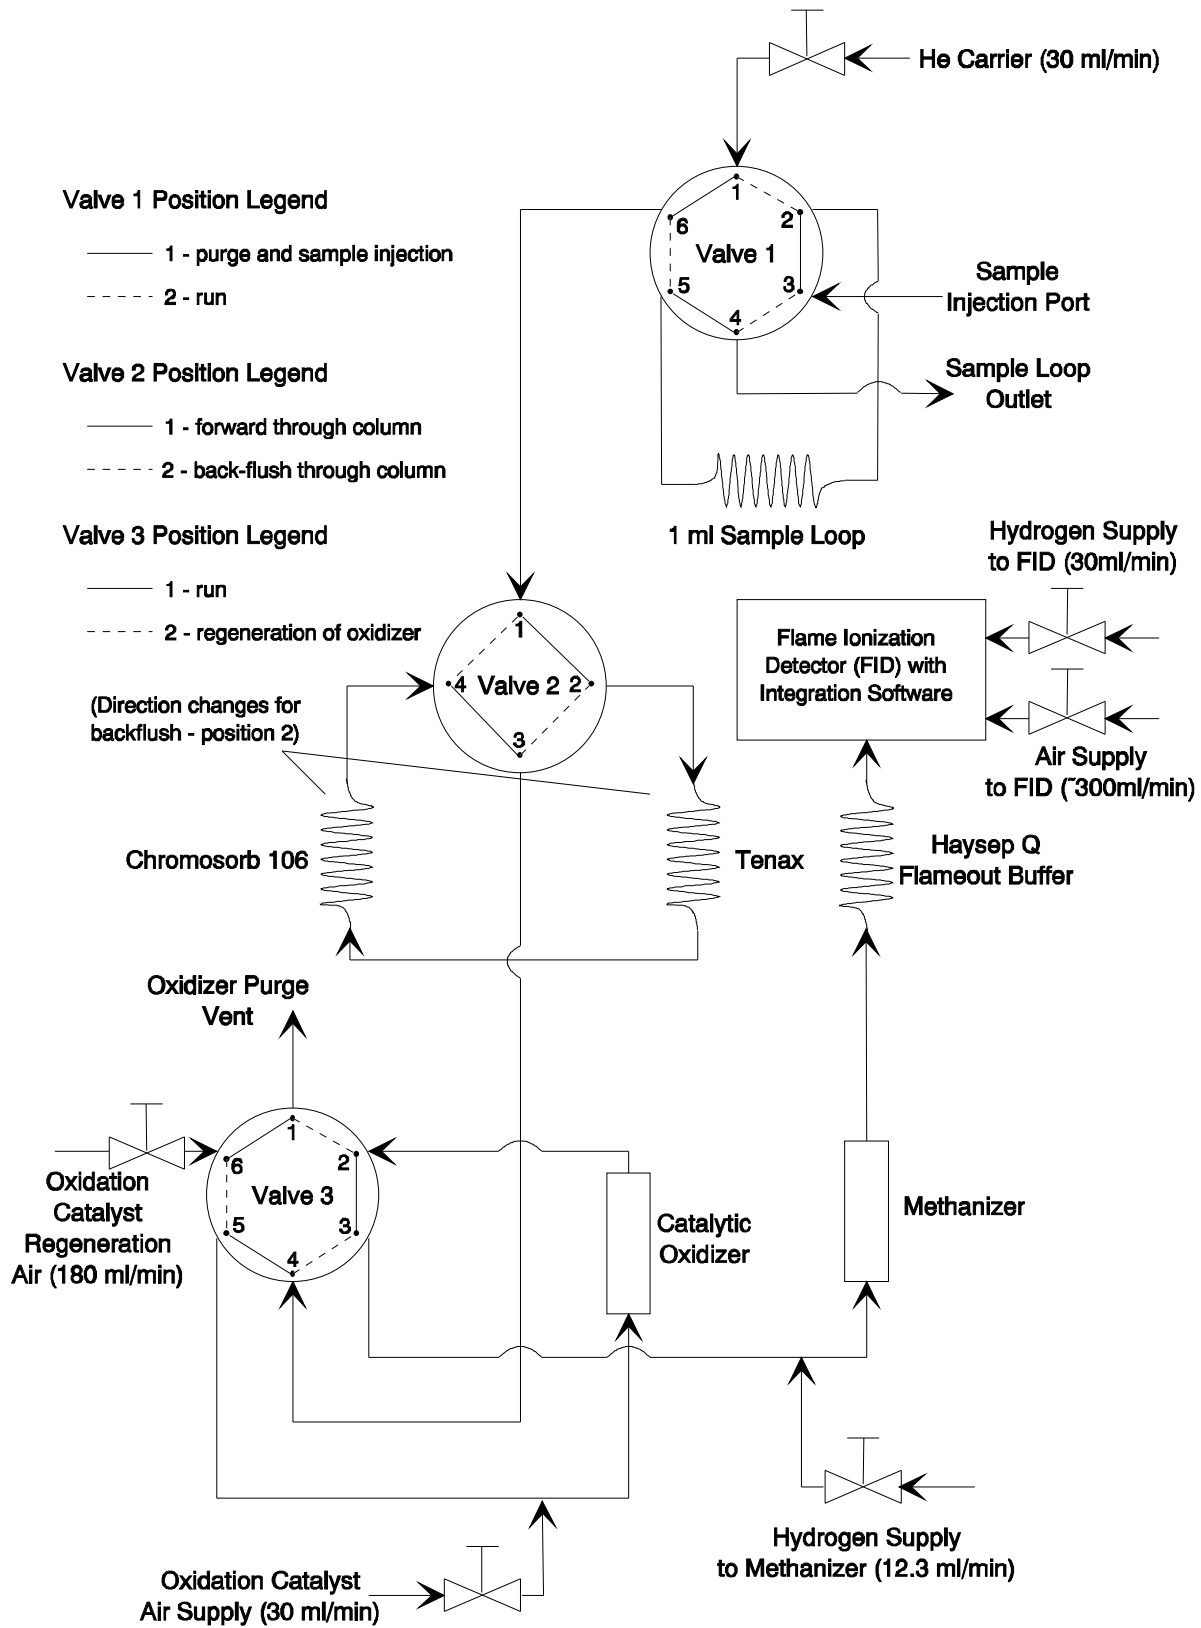 He Carrier (30 ml/min)
Valve 1 Position Legend
1 - purge and sample injection
2 - run
1
2
3
4
5
6
Valve 1
Sample
Injection Port
Sample Loop
Outlet
1 ml Sample Loop
Valve 2 Position Legend
1 - forward through column
2 - back-flush through column
Valve 3 Position Legend
1 - run
2 - regeneration of oxidizer
Hydrogen Supply
to FID (30ml/min)
Flame Ionization
Detector (FID) with
Integration Software
Air Supply
to FID (~300ml/min)
1
4 Valve 2 2
3
(Direction changes for
backflush - position 2)
Chromosorb 106
Tenax
Haysep Q
Flameout Buffer
Oxidizer Purge
Vent
1
2
3
4
5
6
Valve 3
Oxidation
Catalyst
Regeneration
Air (180 ml/min)
Catalytic
Oxidizer
Methanizer
Hydrogen Supply
to Methanizer (12.3 ml/min)
Oxidation Catalyst
Air Supply (30 ml/min)